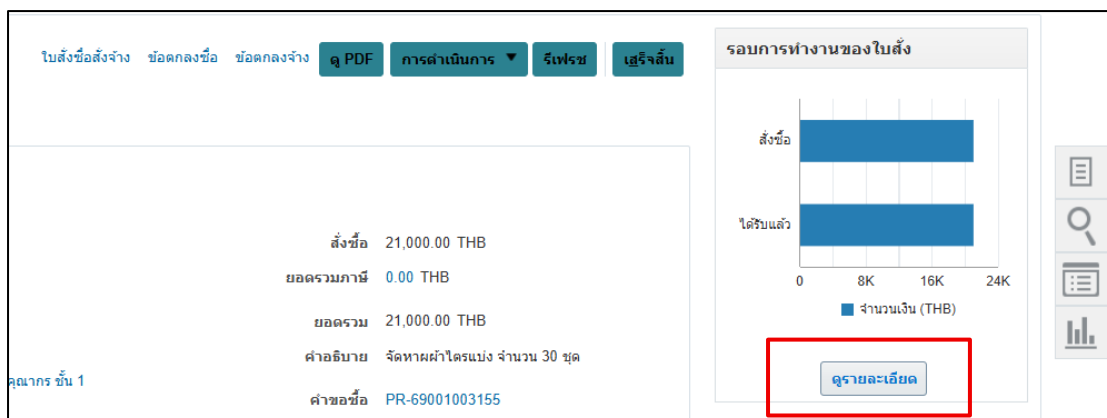 ใบสั่งซื้อสั่งจ้าง ข้อตกลงซื้อ ข้อตกลงจ้าง ดู PDF การดำเนินการ รีเฟรช เสร็จสิ้น
รอบการทำงานของใบสั่ง
สั่งซื้อ
ได้รับแล้ว
0 8K 16K 24K
จำนวนเงิน (THB)
ดูรายละเอียด
สั่งซื้อ 21,000.00 THB
ยอดรวมภาษี 0.00 THB
ยอดรวม 21,000.00 THB
คำอธิบาย จัดหาผ้าไตรแบ่ง จำนวน 30 ชุด
คุณากร ชั้น 1
คำขอซื้อ PR-69001003155